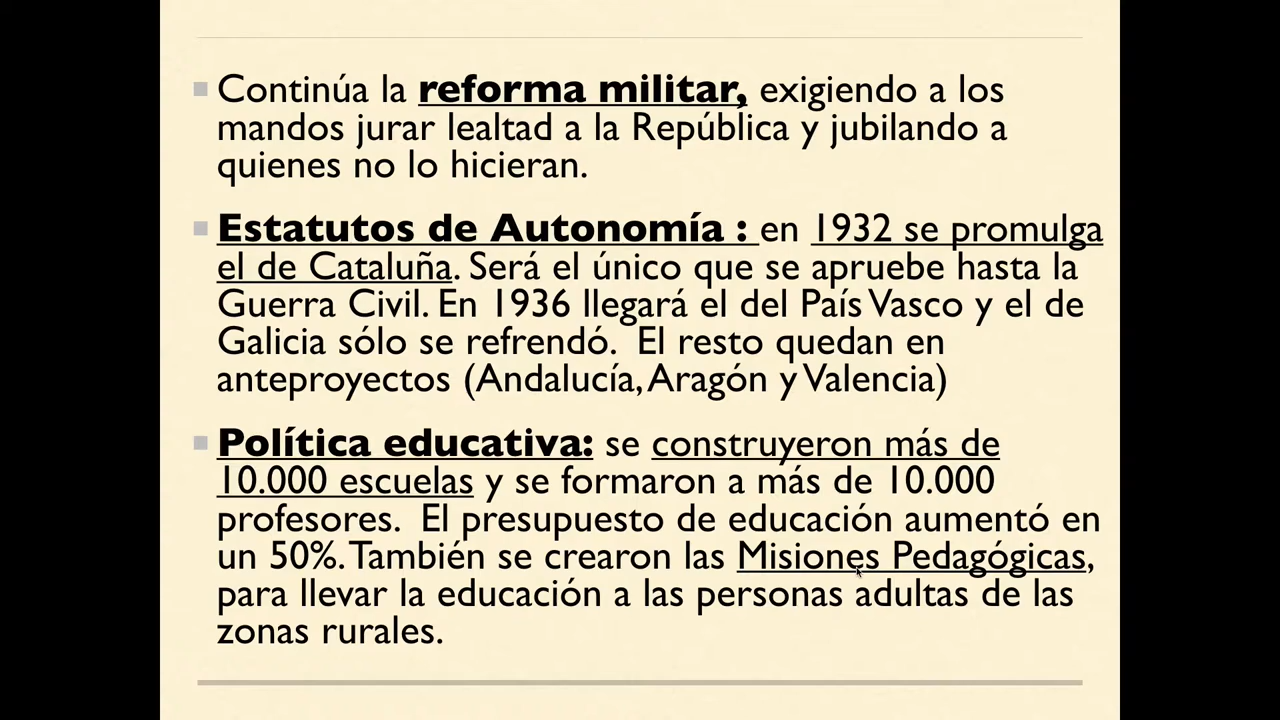 Continúa la reforma militar, exigiendo a los
mandos jurar lealtad a la República y jubilando a
quienes no lo hicieran.
Estatutos de Autonomía : en 1932 se promulga
el de Cataluña. Será el único que se apruebe hasta la
Guerra Civil. En 1936 llegará el del País Vasco y el de
Galicia sólo se refrendó. El resto quedan en
anteproyectos (Andalucía, Aragón y Valencia)
Política educativa: se construyeron más de
10.000 escuelas y se formaron a más de 10.000
profesores. El presupuesto de educación aumentó en
un 50%. También se crearon las Misiones Pedagógicas,
para llevar la educación a las personas adultas de las
zonas rurales.